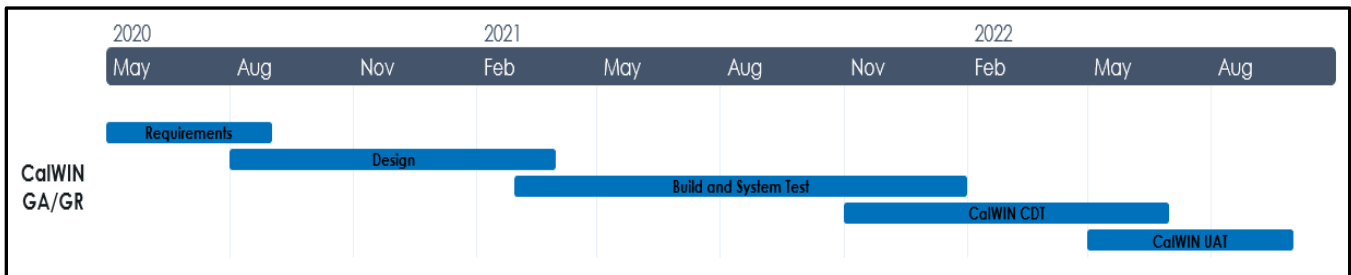 2020 2021 2022
May Aug Nov Feb May Aug Nov Feb May Aug
Requirements
Design
CalWIN
GA/GR
Build and System Test
CalWIN CDT
CalWIN UAT